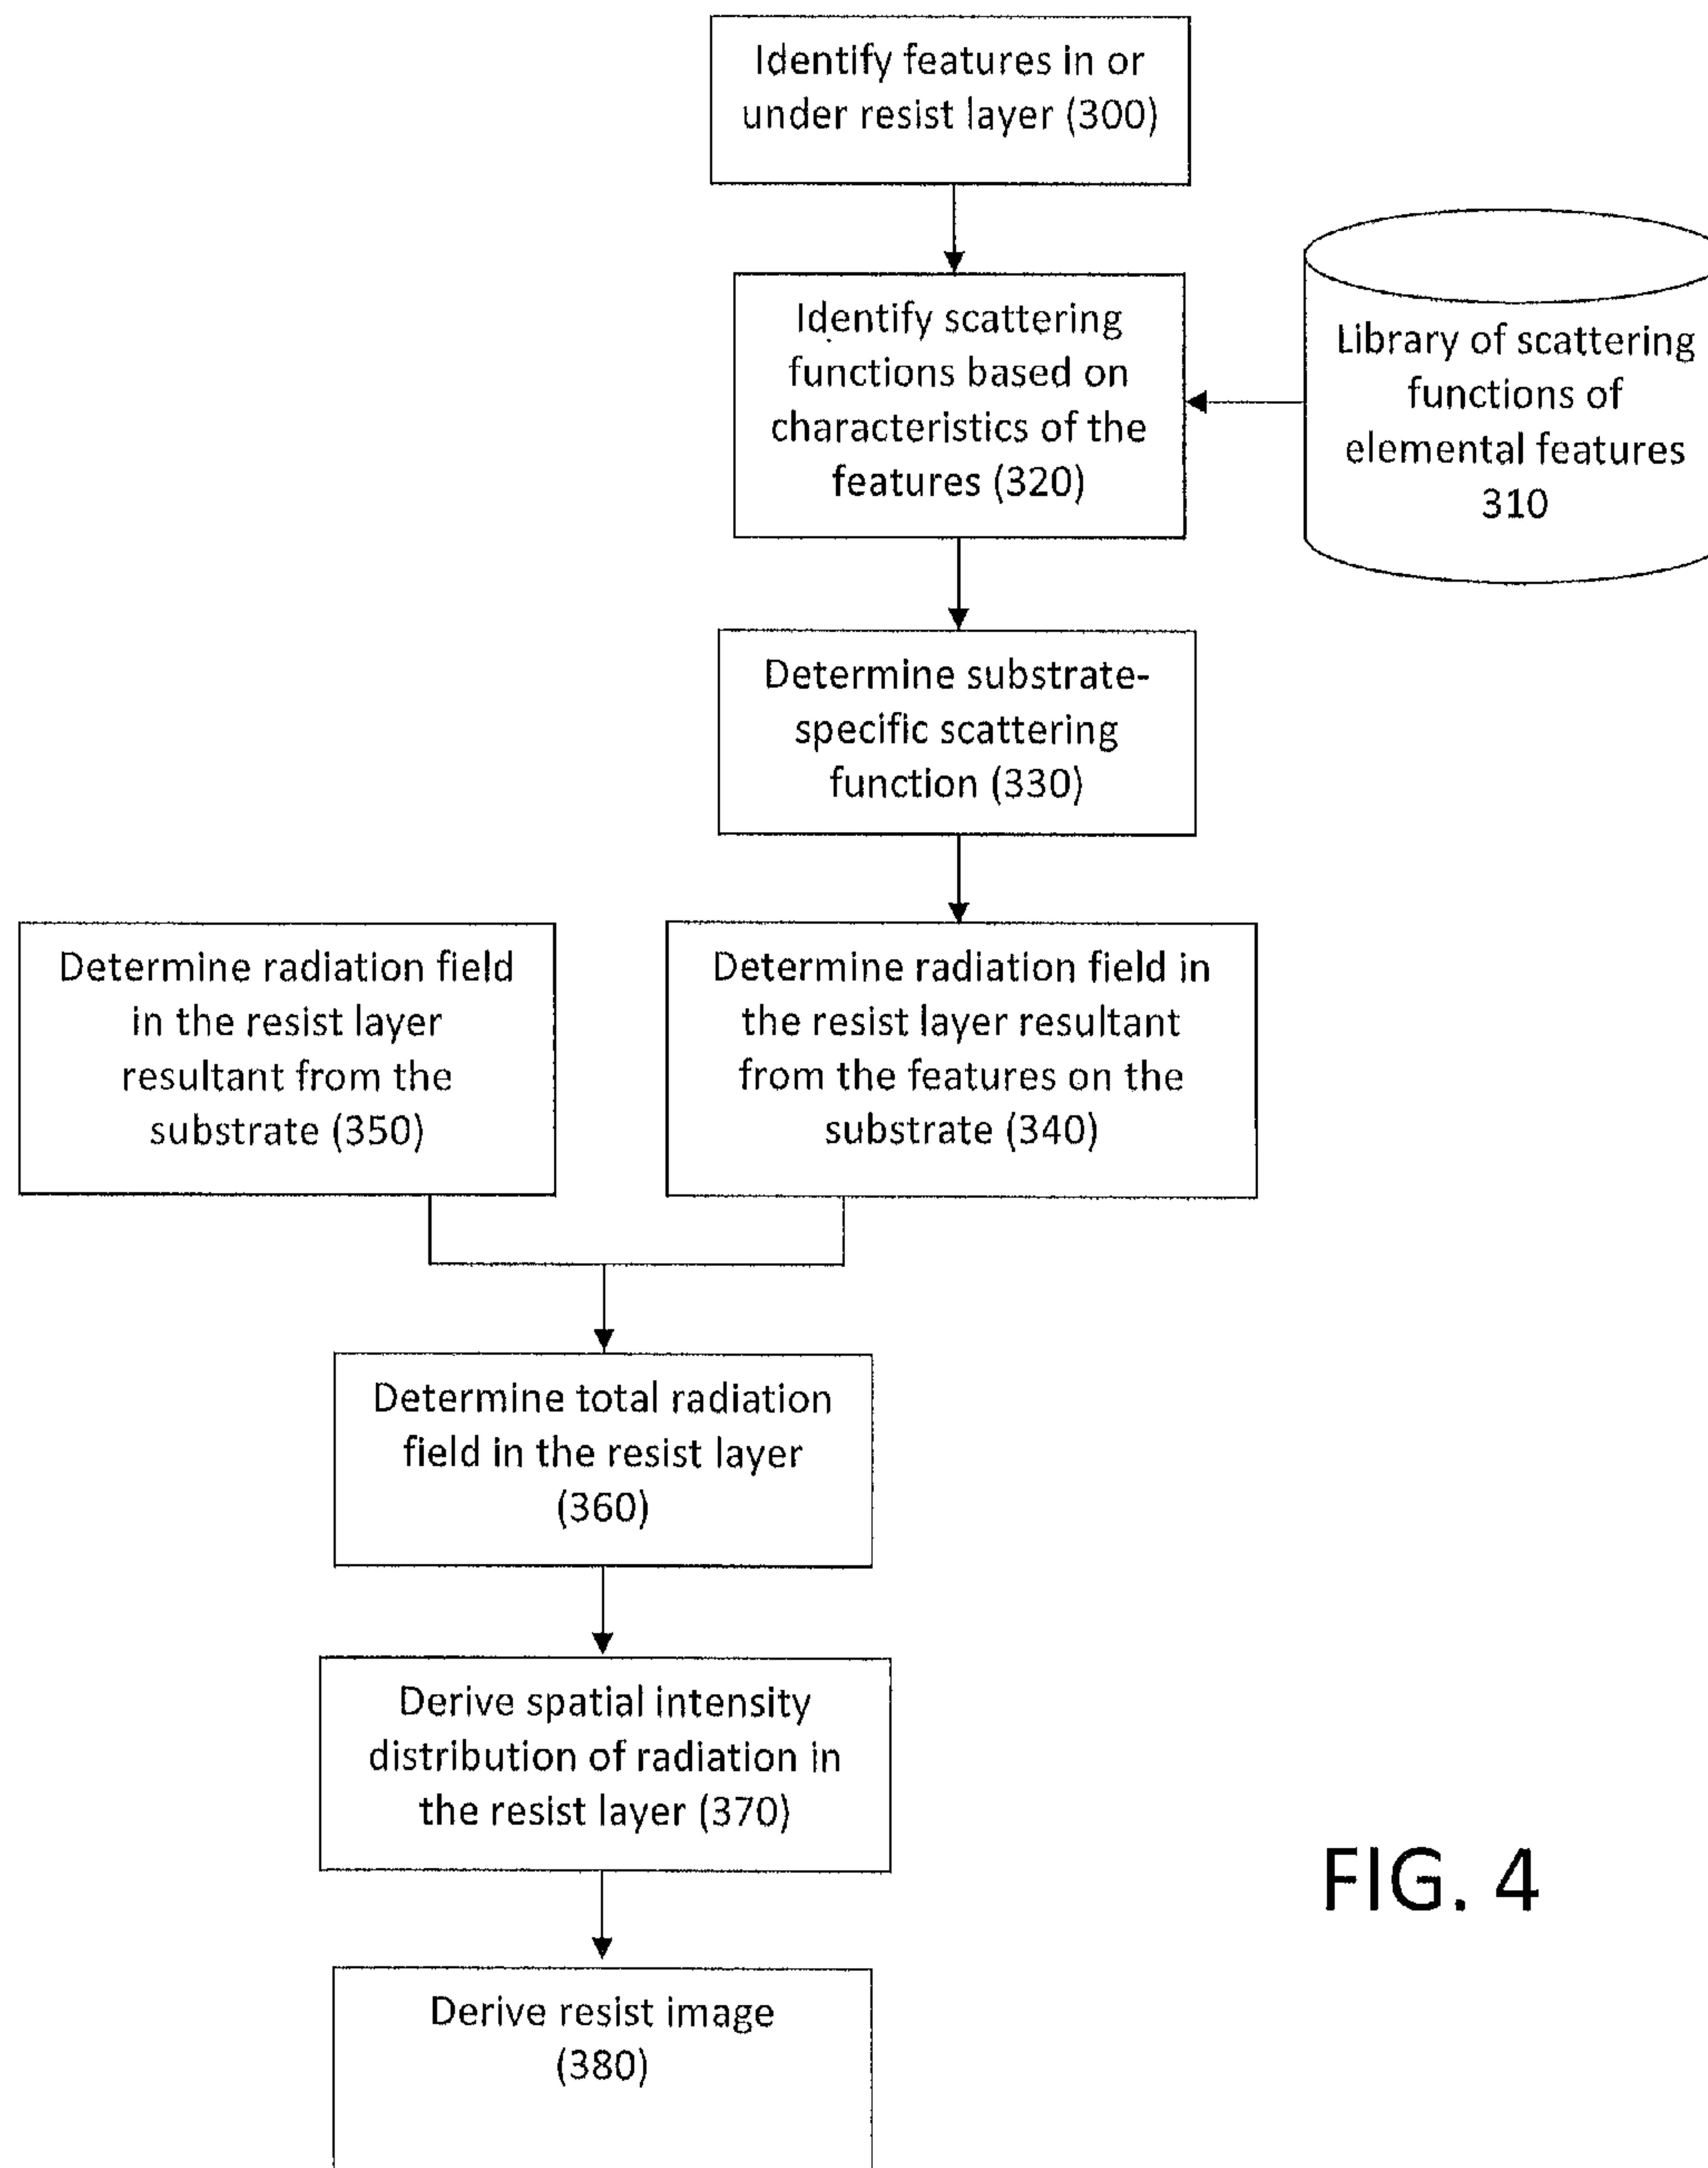 Identify features in or
under resist layer (300)
Identify scattering
functions based on
characteristics of the
features (320)
Library of scattering
functions of
elemental features
310
Determine substrate-
specific scattering
function (330)
Determine radiation field
in the resist layer
resultant from the
substrate (350)
Determine radiation field in
the resist layer resultant
from the features on the
substrate (340)
Determine total radiation
field in the resist layer
(360)
Derive spatial intensity
distribution of radiation in
the resist layer (370)
FIG. 4
Derive resist image
(380)